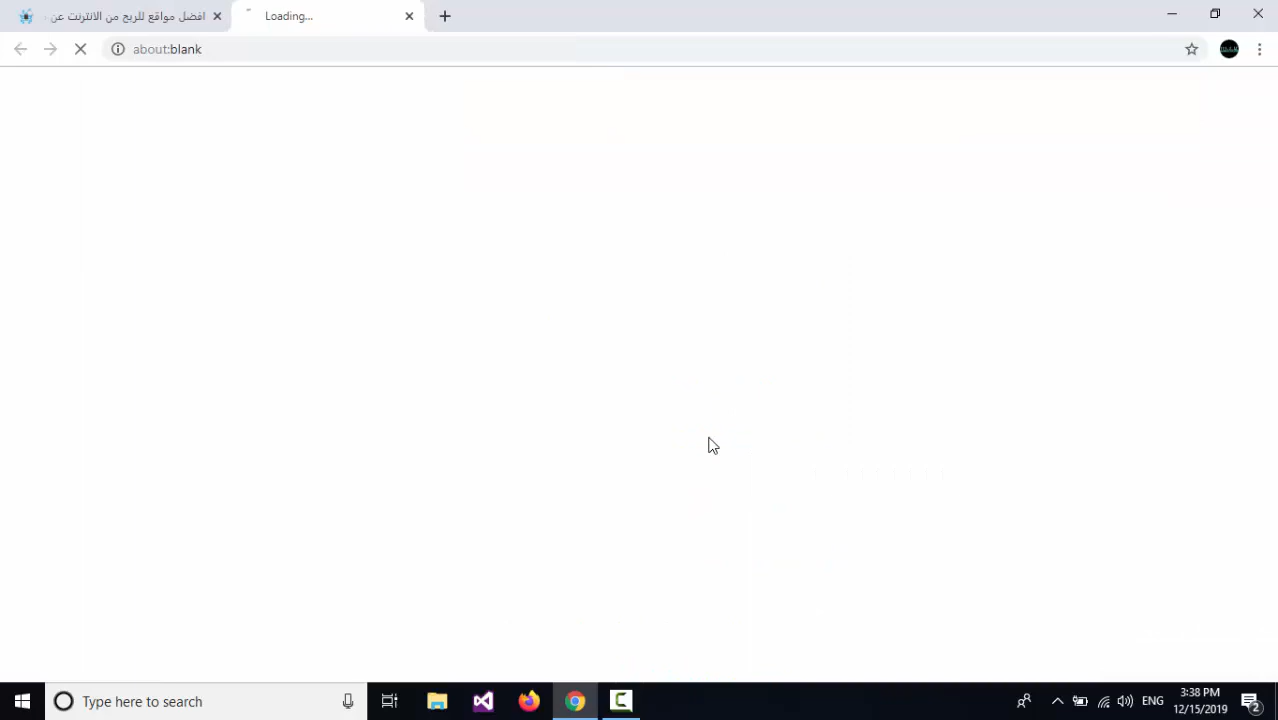 افضل مواقع للربح من الانترنت عن
Loading...
about:blank
Type here to search
ENG
3:38 PM
12/15/2019
2